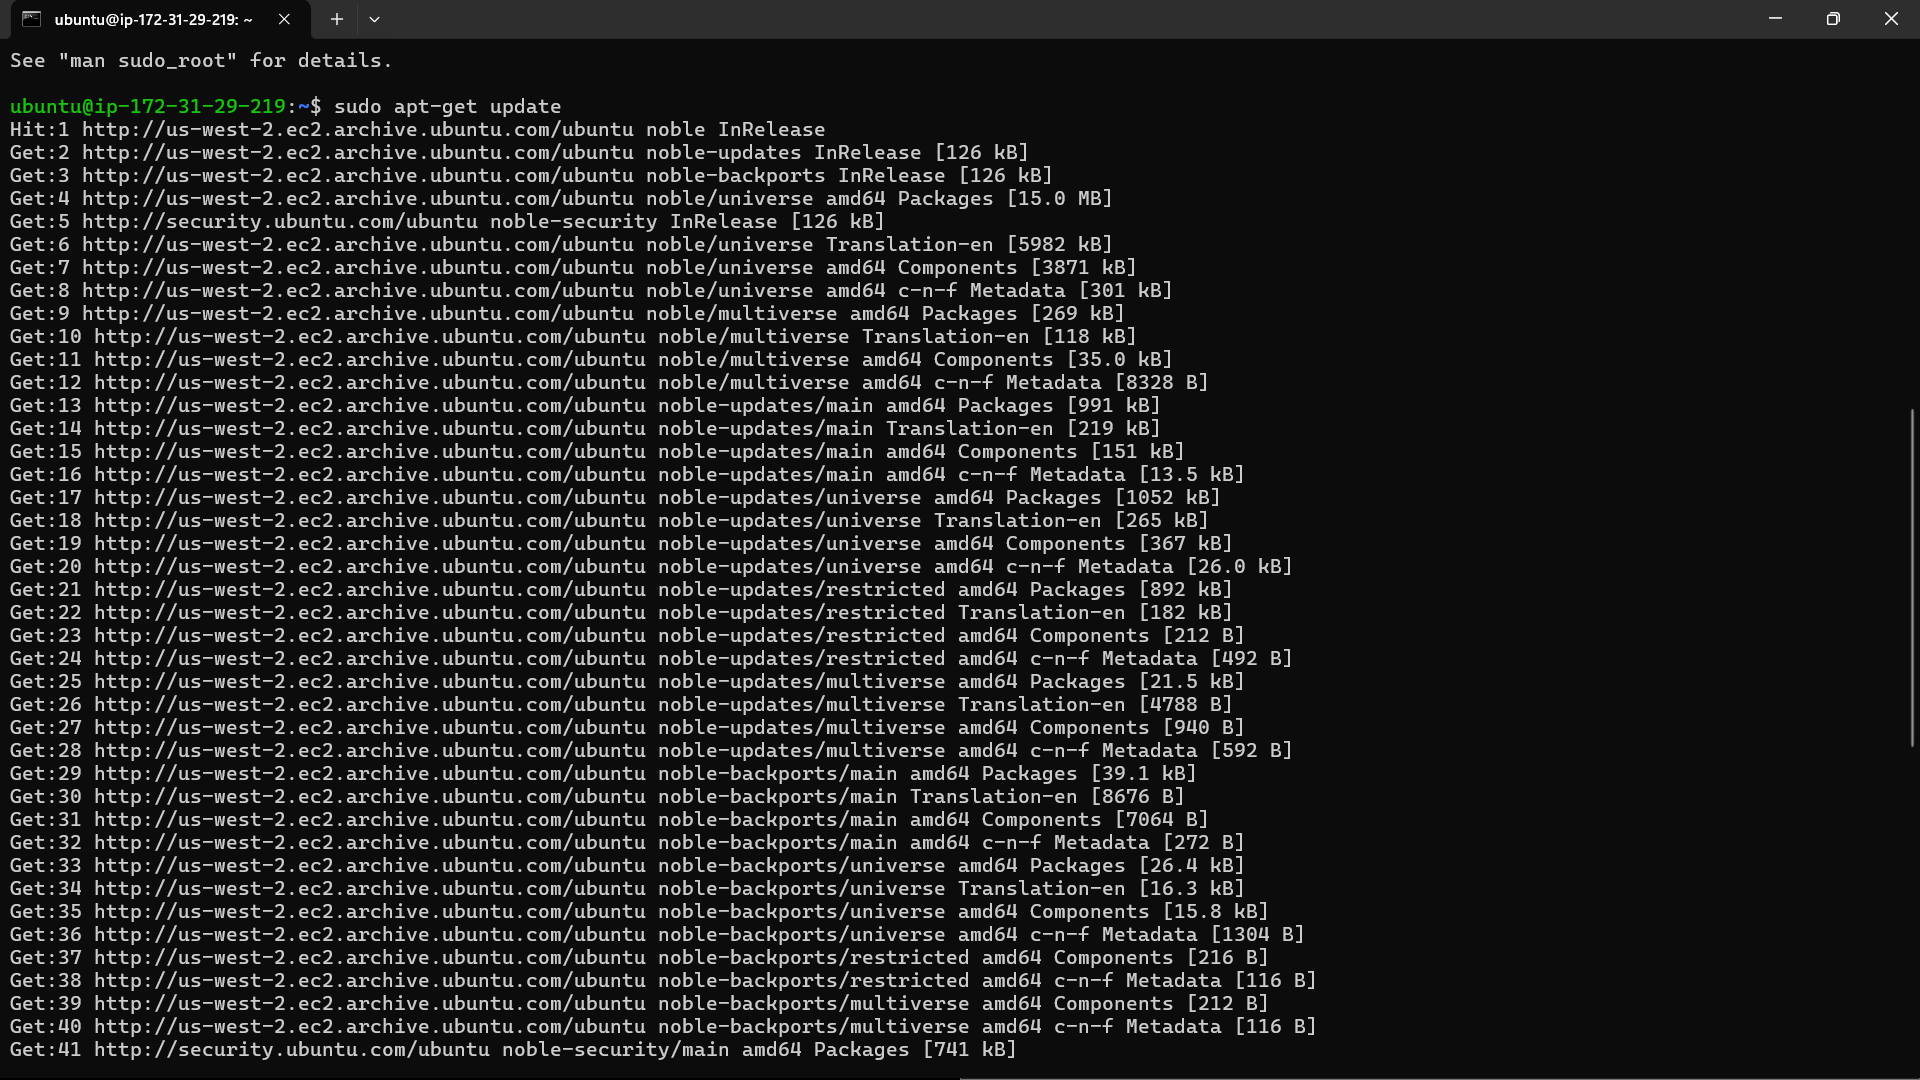 ubuntu@ip-172-31-29-219: ~
See "man sudo_root" for details.
ubuntu@ip-172-31-29-219:~$ sudo apt-get update
Hit:1 http://us-west-2.ec2.archive.ubuntu.com/ubuntu noble InRelease
Get:2 http://us-west-2.ec2.archive.ubuntu.com/ubuntu noble-updates InRelease [126 kB]
Get:3 http://us-west-2.ec2.archive.ubuntu.com/ubuntu noble-backports InRelease [126 kB]
Get:4 http://us-west-2.ec2.archive.ubuntu.com/ubuntu noble/universe amd64 Packages [15.0 MB]
Get:5 http://security.ubuntu.com/ubuntu noble-security InRelease [126 kB]
Get:6 http://us-west-2.ec2.archive.ubuntu.com/ubuntu noble/universe Translation-en [5982 kB]
Get:7 http://us-west-2.ec2.archive.ubuntu.com/ubuntu noble/universe amd64 Components [3871 kB]
Get:8 http://us-west-2.ec2.archive.ubuntu.com/ubuntu noble/universe amd64 c-n-f Metadata [301 kB]
Get:9 http://us-west-2.ec2.archive.ubuntu.com/ubuntu noble/multiverse amd64 Packages [269 kB]
Get:10 http://us-west-2.ec2.archive.ubuntu.com/ubuntu noble/multiverse Translation-en [118 kB]
Get:11 http://us-west-2.ec2.archive.ubuntu.com/ubuntu noble/multiverse amd64 Components [35.0 kB]
Get:12 http://us-west-2.ec2.archive.ubuntu.com/ubuntu noble/multiverse amd64 c-n-f Metadata [8328 B]
Get:13 http://us-west-2.ec2.archive.ubuntu.com/ubuntu noble-updates/main amd64 Packages [991 kB]
Get:14 http://us-west-2.ec2.archive.ubuntu.com/ubuntu noble-updates/main Translation-en [219 kB]
Get:15 http://us-west-2.ec2.archive.ubuntu.com/ubuntu noble-updates/main amd64 Components [151 kB]
Get:16 http://us-west-2.ec2.archive.ubuntu.com/ubuntu noble-updates/main amd64 c-n-f Metadata [13.5 kB]
Get:17 http://us-west-2.ec2.archive.ubuntu.com/ubuntu noble-updates/universe amd64 Packages [1052 kB]
Get:18 http://us-west-2.ec2.archive.ubuntu.com/ubuntu noble-updates/universe Translation-en [265 kB]
Get:19 http://us-west-2.ec2.archive.ubuntu.com/ubuntu noble-updates/universe amd64 Components [367 kB]
Get:20 http://us-west-2.ec2.archive.ubuntu.com/ubuntu noble-updates/universe amd64 c-n-f Metadata [26.0 kB]
Get:21 http://us-west-2.ec2.archive.ubuntu.com/ubuntu noble-updates/restricted amd64 Packages [892 kB]
Get:22 http://us-west-2.ec2.archive.ubuntu.com/ubuntu noble-updates/restricted Translation-en [182 kB]
Get:23 http://us-west-2.ec2.archive.ubuntu.com/ubuntu noble-updates/restricted amd64 Components [212 B]
Get:24 http://us-west-2.ec2.archive.ubuntu.com/ubuntu noble-updates/restricted amd64 c-n-f Metadata [492 B]
Get:25 http://us-west-2.ec2.archive.ubuntu.com/ubuntu noble-updates/multiverse amd64 Packages [21.5 kB]
Get:26 http://us-west-2.ec2.archive.ubuntu.com/ubuntu noble-updates/multiverse Translation-en [4788 B]
Get:27 http://us-west-2.ec2.archive.ubuntu.com/ubuntu noble-updates/multiverse amd64 Components [940 B]
Get:28 http://us-west-2.ec2.archive.ubuntu.com/ubuntu noble-updates/multiverse amd64 c-n-f Metadata [592 B]
Get:29 http://us-west-2.ec2.archive.ubuntu.com/ubuntu noble-backports/main amd64 Packages [39.1 kB]
Get:30 http://us-west-2.ec2.archive.ubuntu.com/ubuntu noble-backports/main Translation-en [8676 B]
Get:31 http://us-west-2.ec2.archive.ubuntu.com/ubuntu noble-backports/main amd64 Components [7064 B]
Get:32 http://us-west-2.ec2.archive.ubuntu.com/ubuntu noble-backports/main amd64 c-n-f Metadata [272 B]
Get:33 http://us-west-2.ec2.archive.ubuntu.com/ubuntu noble-backports/universe amd64 Packages [26.4 kB]
Get:34 http://us-west-2.ec2.archive.ubuntu.com/ubuntu noble-backports/universe Translation-en [16.3 kB]
Get:35 http://us-west-2.ec2.archive.ubuntu.com/ubuntu noble-backports/universe amd64 Components [15.8 kB]
Get:36 http://us-west-2.ec2.archive.ubuntu.com/ubuntu noble-backports/universe amd64 c-n-f Metadata [1304 B]
Get:37 http://us-west-2.ec2.archive.ubuntu.com/ubuntu noble-backports/restricted amd64 Components [216 B]
Get:38 http://us-west-2.ec2.archive.ubuntu.com/ubuntu noble-backports/restricted amd64 c-n-f Metadata [116 B]
Get:39 http://us-west-2.ec2.archive.ubuntu.com/ubuntu noble-backports/multiverse amd64 Components [212 B]
Get:40 http://us-west-2.ec2.archive.ubuntu.com/ubuntu noble-backports/multiverse amd64 c-n-f Metadata [116 B]
Get:41 http://security.ubuntu.com/ubuntu noble-security/main amd64 Packages [741 kB]